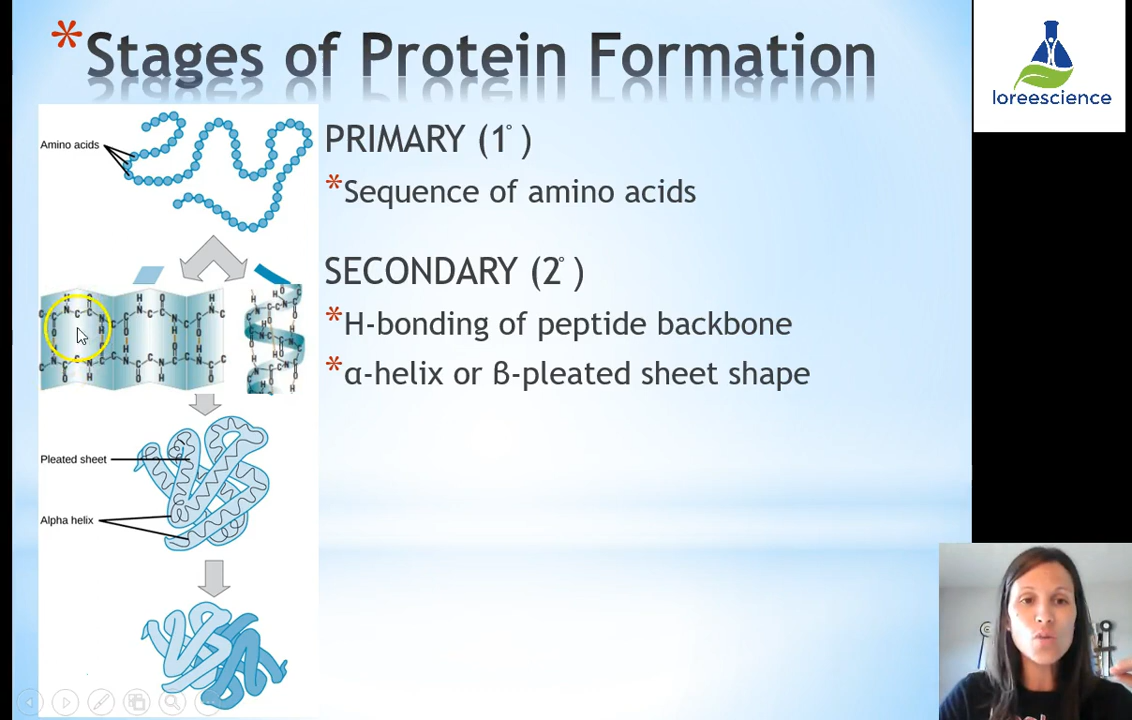 *Stages of Protein Formation
loreescience
Amino acids
PRIMARY (1°)
*Sequence of amino acids
SECONDARY (2°)
*H-bonding of peptide backbone
*α-helix or ß-pleated sheet shape
Pleated sheet
Alpha helix